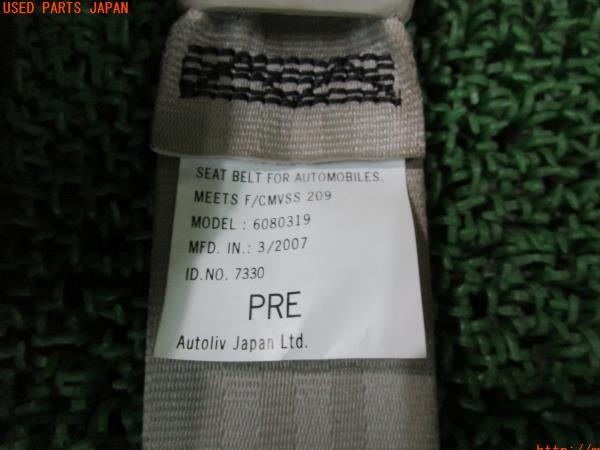 USED PARTS JAPAN
SEAT BELT FOR AUTOMOBILES.
MEETS F/CMVSS 209
MODEL : 6080319
MFD. IN.: 3/2007
ID.NO. 7330
PRE
Autoliv Japan Ltd.